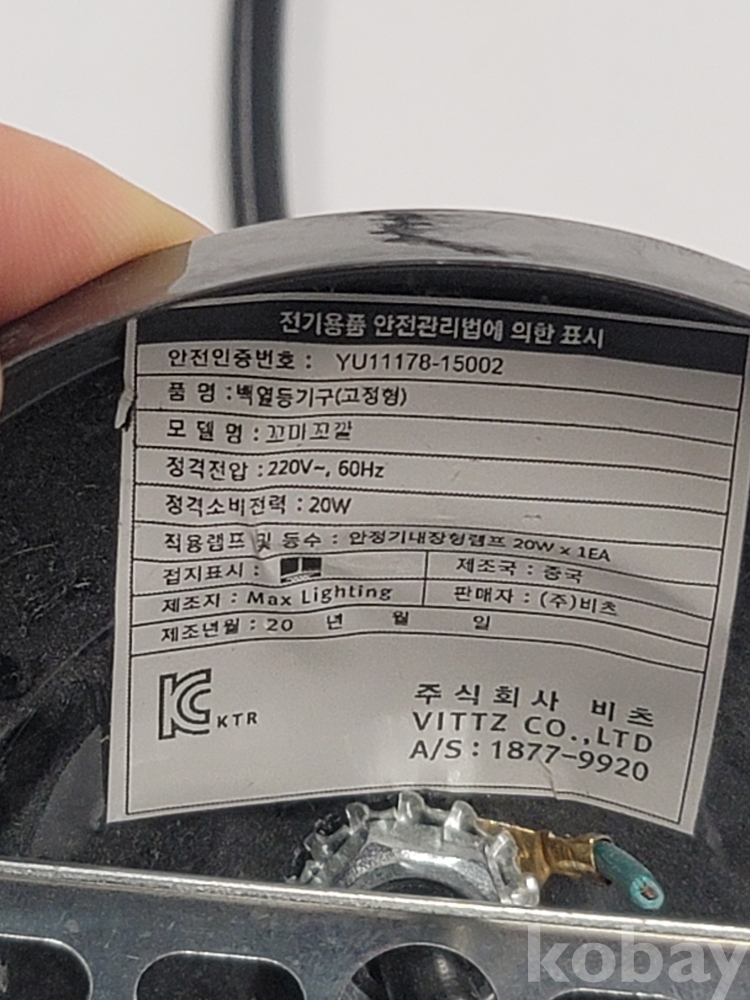 전기용품 안전관리법에 의한 표시
안전인증번호 : YU11178-15002
품 명 : 백열등기구(고정형)
모 델 명 : 꼬마꼬깔
정격전압 : 220V~, 60Hz
정격소비전력 : 20W
적용램프 및 등수 : 안정기내장형램프 20W x 1EA
접지표시 : 제조국 : 중국
제조지 : Max Lighting 판매자 : (주)비츠
제조년월 : 20 년 월 일
KC KTR
주식회사 비츠
VITTZ CO.,LTD
A/S : 1877-9920
kobay